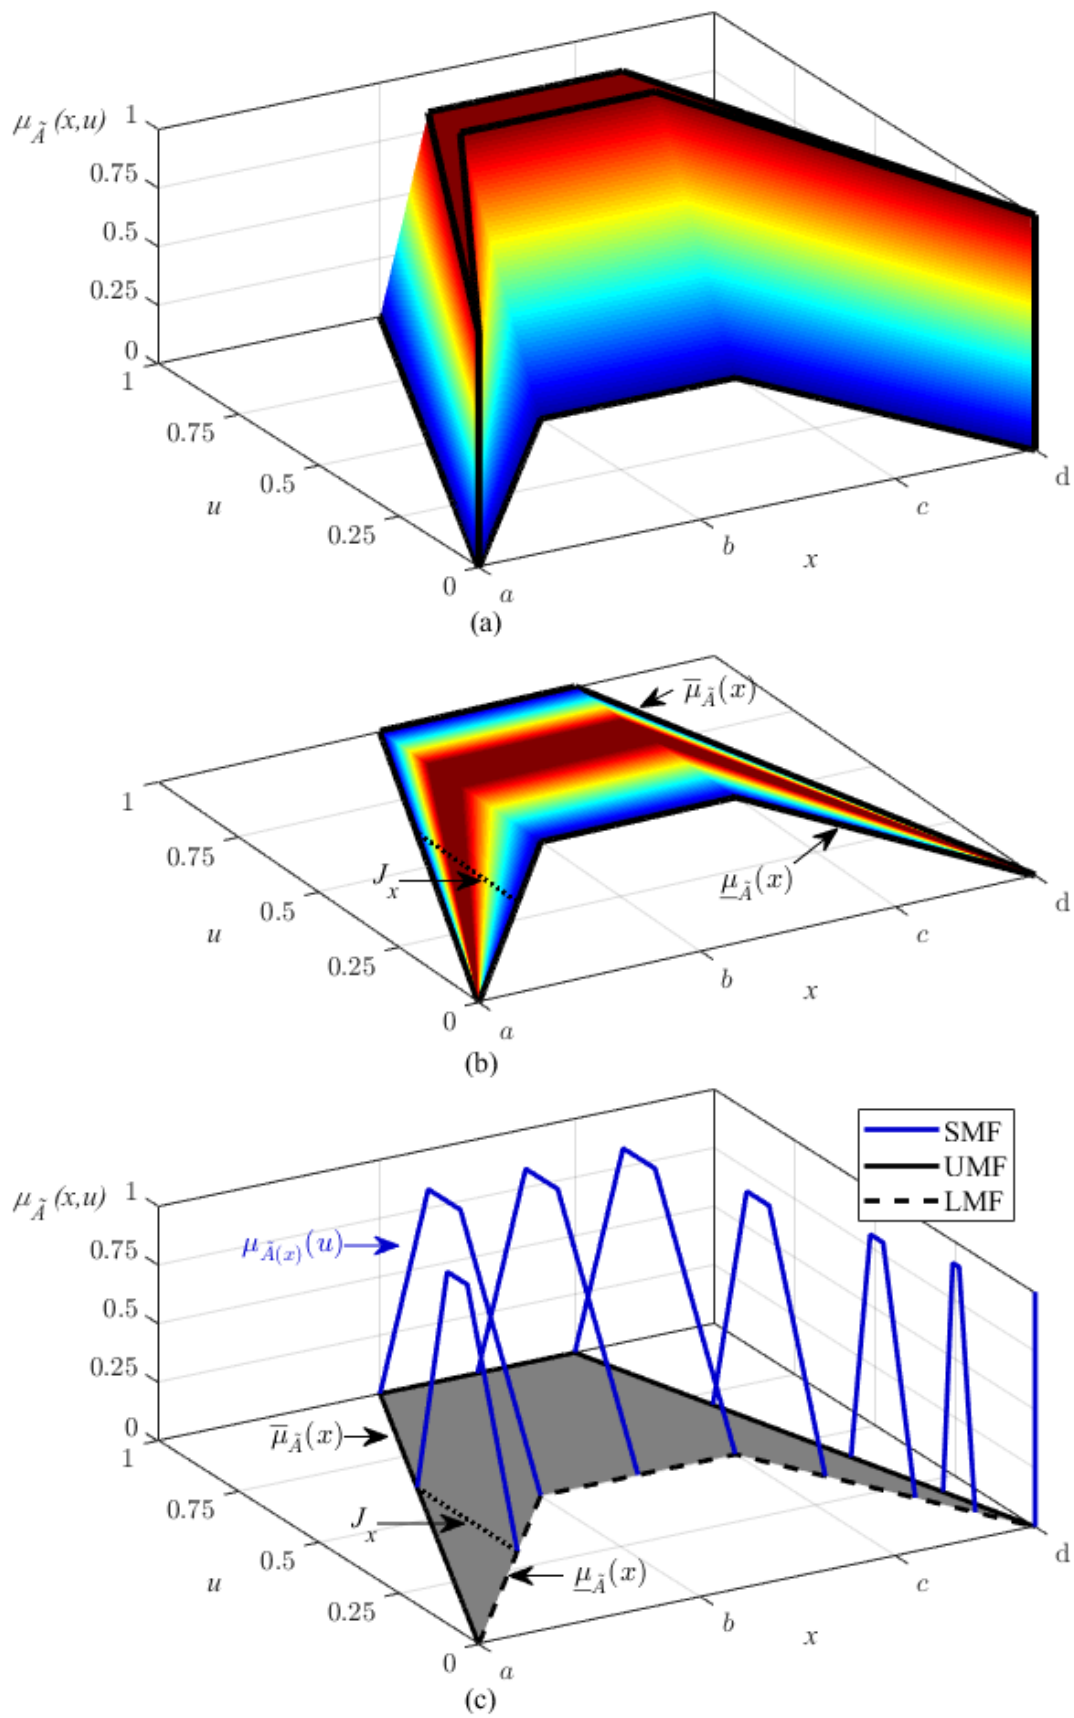 μ_Ã(x,u)
1
0.75
0.5
0.25
0
1
0.75
0.5
0.25
0
u
a
b
c
d
x
(a)
μ̅_Ã(x)
1
0.75
J_x
μ̲_Ã(x)
0.5
u
0.25
0
a
b
c
d
x
(b)
SMF
UMF
LMF
μ_Ã(x,u)
1
μ_Ã(x)(u)
0.75
0.5
0.25
0
μ̅_Ã(x)
1
0.75
J_x
0.5
u
μ̲_Ã(x)
0.25
0
a
b
c
d
x
(c)